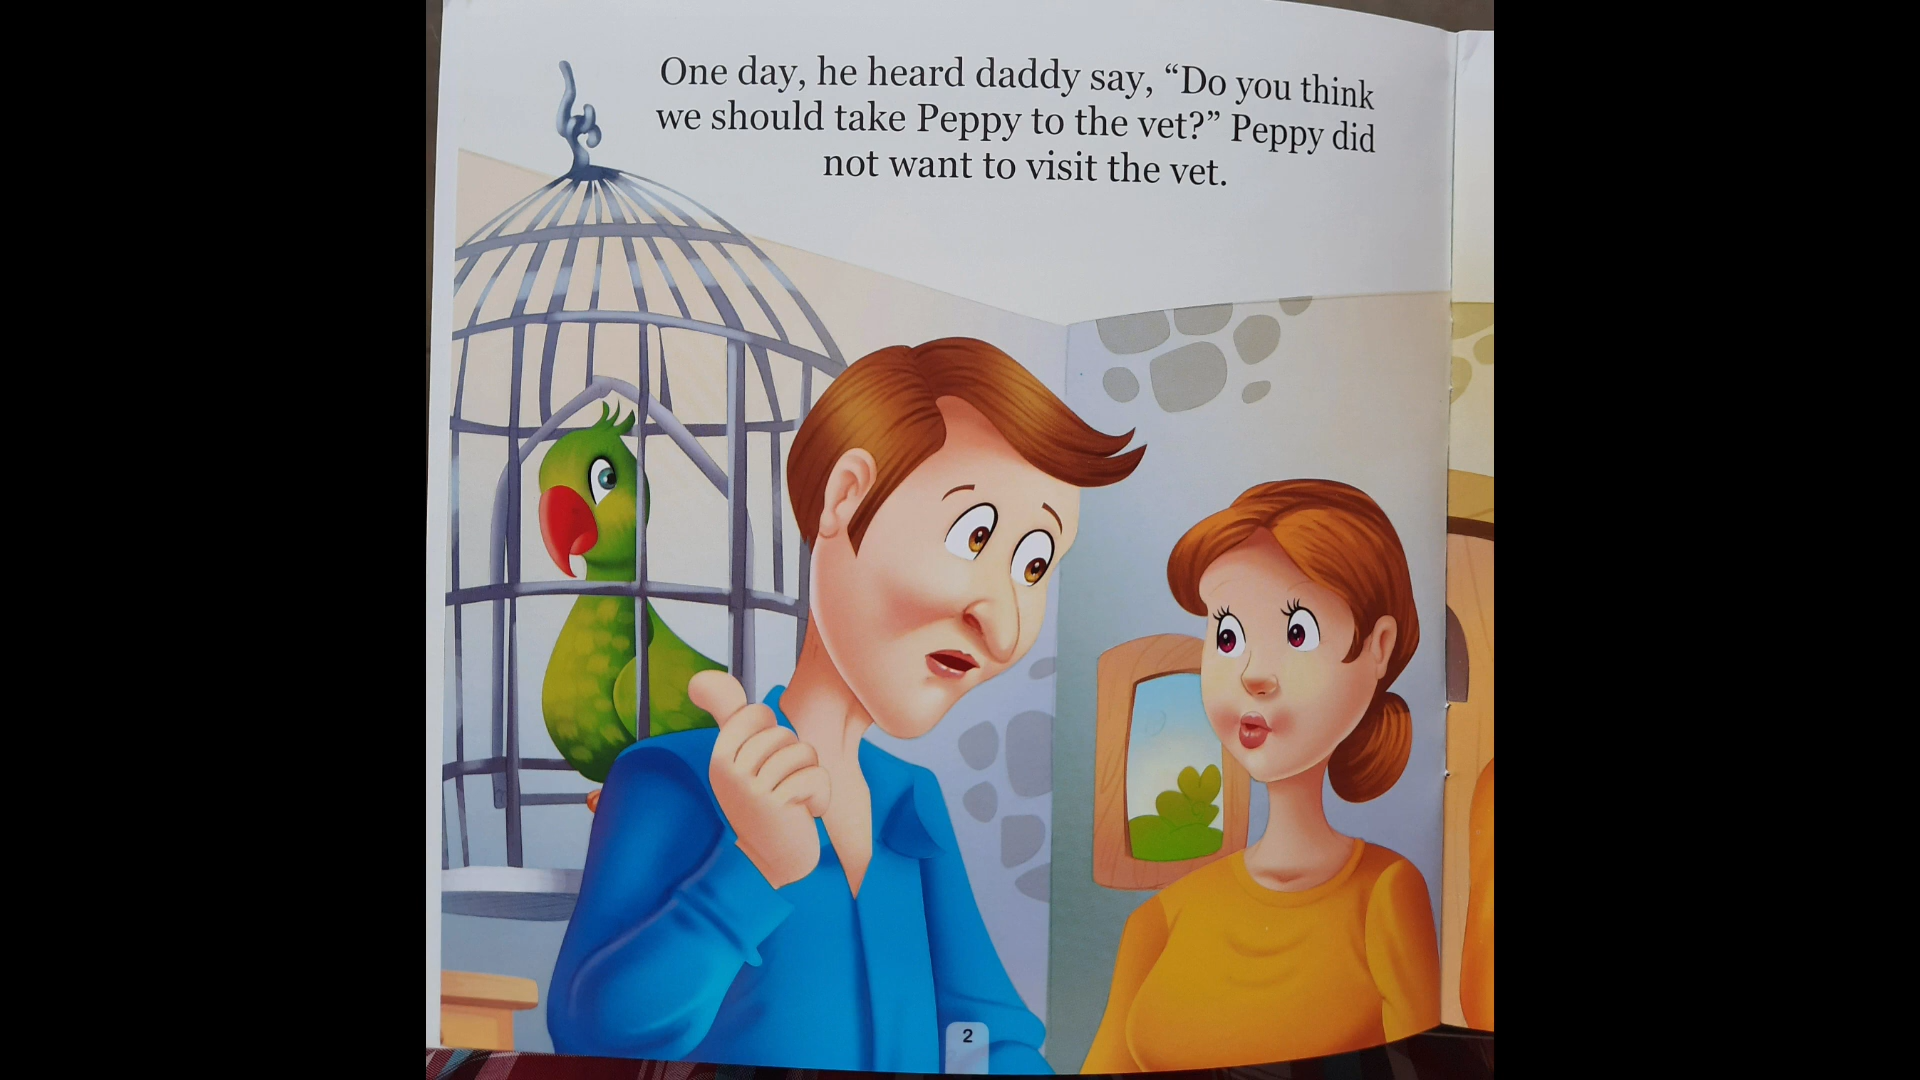 One day, he heard daddy say, “Do you think
we should take Peppy to the vet?” Peppy did
not want to visit the vet.
2